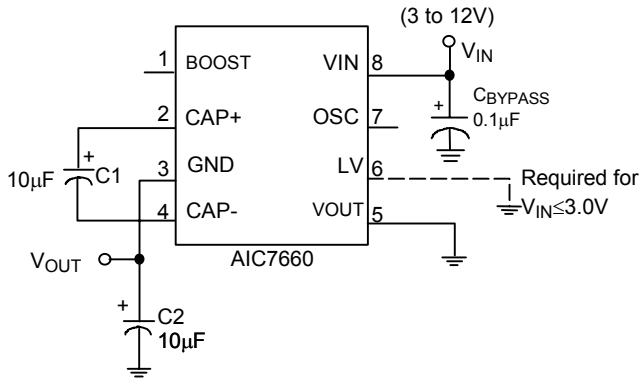 (3 to 12V)
VIN
1 BOOST VIN 8
CBYPASS
+
0.1µF
2 CAP+ OSC 7
+
10µF C1
3 GND LV 6
Required for
VIN≤3.0V
4 CAP- VOUT 5
VOUT
AIC7660
+
C2
10µF